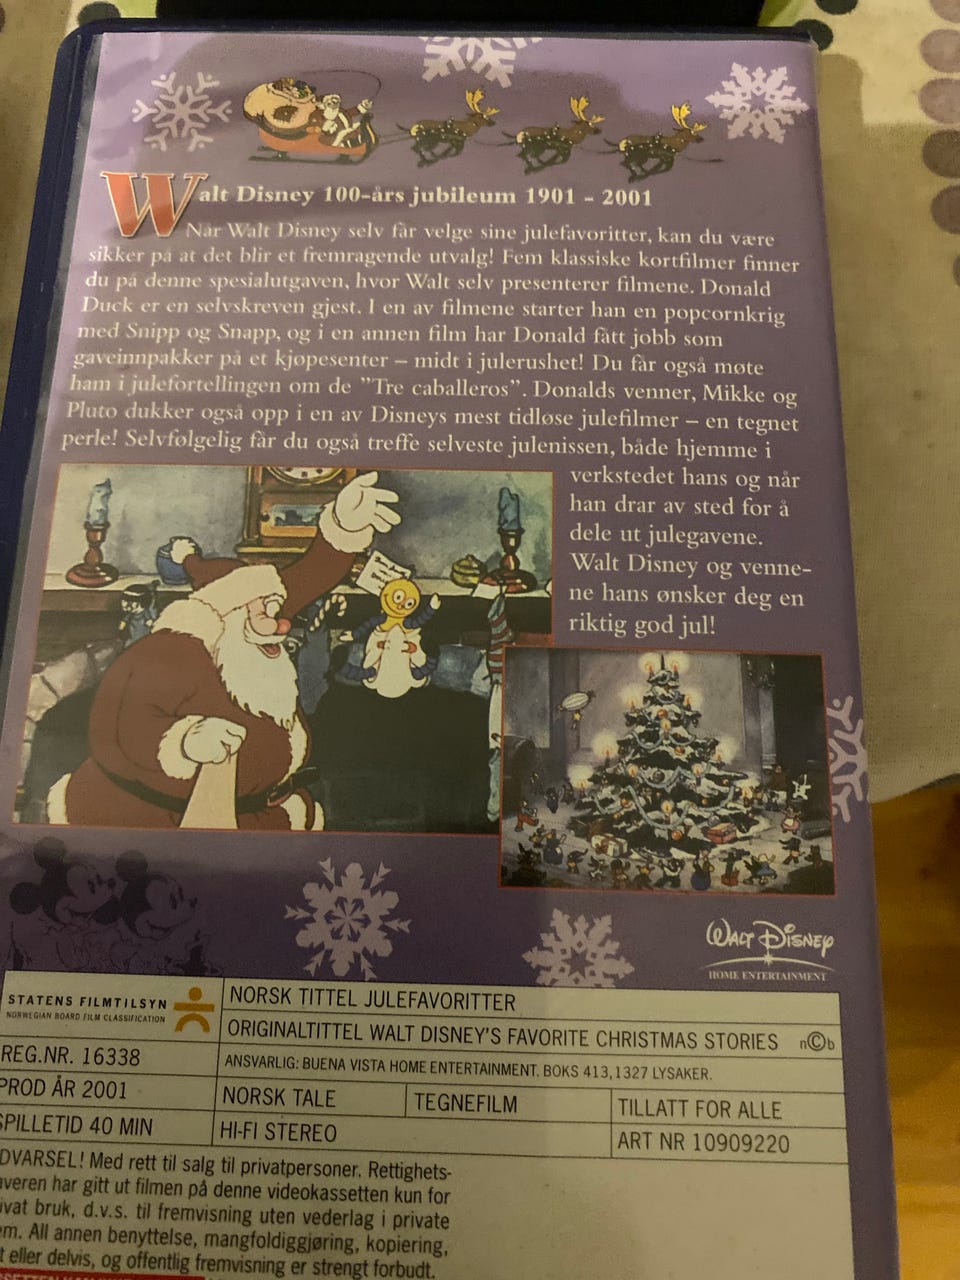 Walt Disney 100-års jubileum 1901 - 2001
Når Walt Disney selv får velge sine julefavoritter, kan du være
sikker på at det blir et fremragende utvalg! Fem klassiske kortfilmer finner
du på denne spesialutgaven, hvor Walt selv presenterer filmene. Donald
Duck er en selvskreven gjest. I en av filmene starter han en popcornkrig
med Snipp og Snapp, og i en annen film har Donald fått jobb som
gaveinnpakker på et kjøpesenter – midt i julerushet! Du får også møte
ham i julefortellingen om de "Tre caballeros". Donalds venner, Mikke og
Pluto dukker også opp i en av Disneys mest tidløse julefilmer – en tegnet
perle! Selvfølgelig får du også treffe selveste julenissen, både hjemme i
verkstedet hans og når
han drar av sted for å
dele ut julegavene.
Walt Disney og venne-
ne hans ønsker deg en
riktig god jul!
WALT DISNEY
HOME ENTERTAINMENT
STATENS FILMTILSYN
NORWEGIAN BOARD FILM CLASSIFICATION
NORSK TITTEL JULEFAVORITTER
ORIGINALTITTEL WALT DISNEY'S FAVORITE CHRISTMAS STORIES n©b
REG.NR. 16338
ANSVARLIG: BUENA VISTA HOME ENTERTAINMENT. BOKS 413,1327 LYSAKER.
PROD ÅR 2001
NORSK TALE
TEGNEFILM
TILLATT FOR ALLE
SPILLETID 40 MIN
HI-FI STEREO
ART NR 10909220
DVARSEL! Med rett til salg til privatpersoner. Rettighets-
averen har gitt ut filmen på denne videokassetten kun for
ivat bruk, d.v.s. til fremvisning uten vederlag i private
em. All annen benyttelse, mangfoldiggjøring, kopiering,
t eller delvis, og offentlig fremvisning er strengt forbudt.